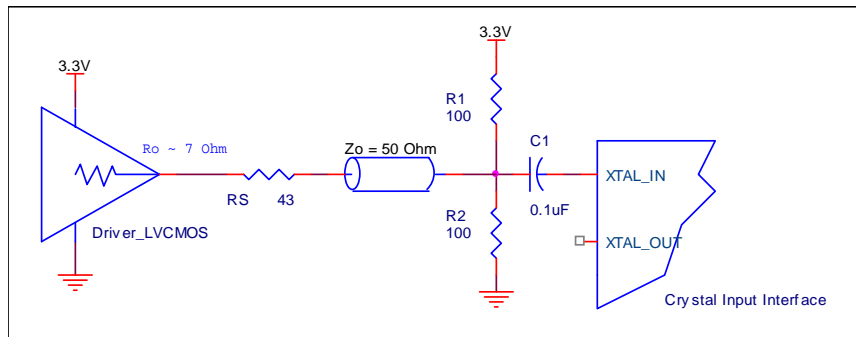 3.3V
3.3V
R1
100
C1
Ro ~ 7 Ohm
Zo = 50 Ohm
XTAL_IN
RS 43
0.1uF
R2
100
Driver_LVCMOS
XTAL_OUT
Crystal Input Interface